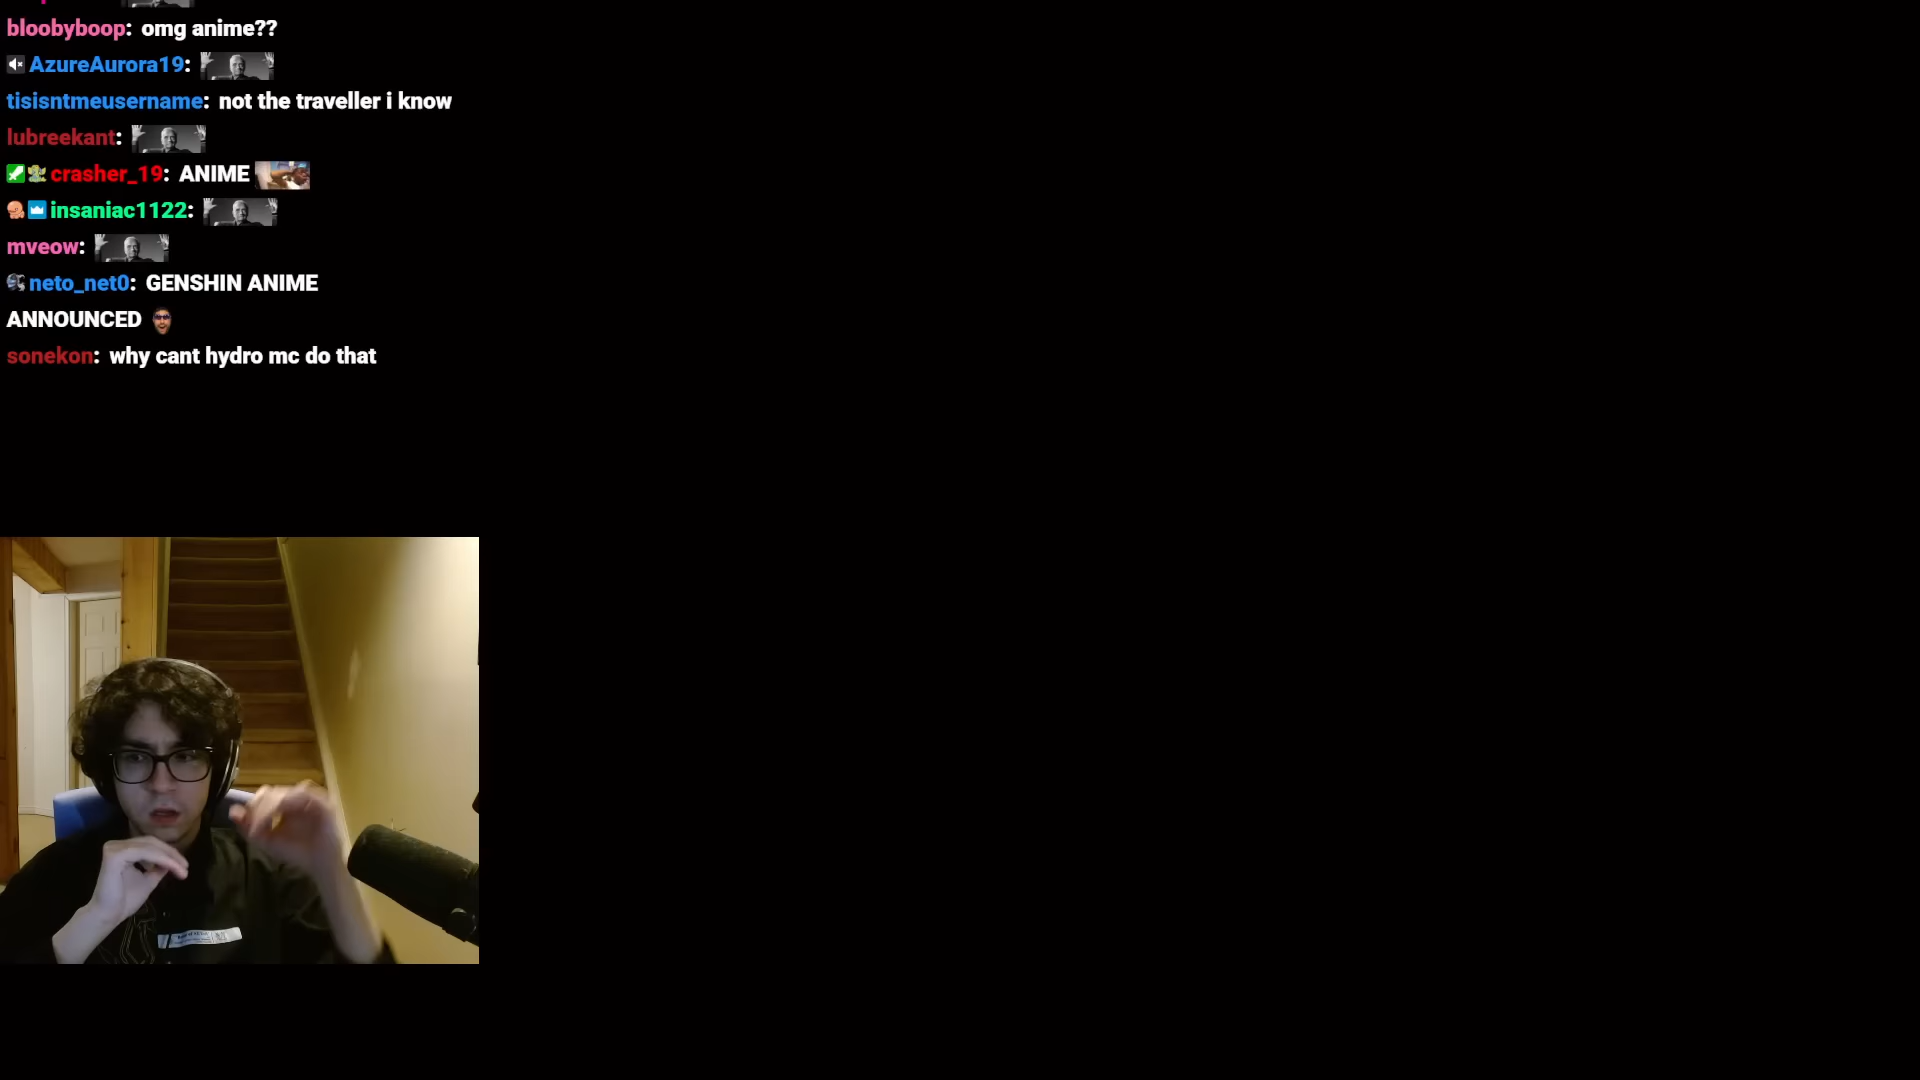 bloobyboop: omg anime??
AzureAurora19:
tisisntmeusername: not the traveller i know
lubreekant:
crasher_19: ANIME
insaniac1122:
mveow:
neto_net0: GENSHIN ANIME
ANNOUNCED
sonekon: why cant hydro mc do that